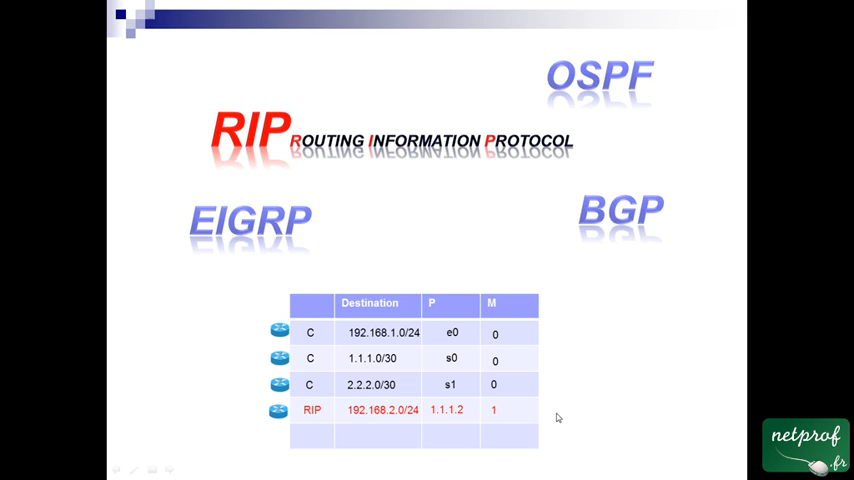 OSPF
RIP ROUTING INFORMATION PROTOCOL
EIGRP
BGP
Destination P M
C 192.168.1.0/24 e0 0
C 1.1.1.0/30 s0 0
C 2.2.2.0/30 s1 0
RIP 192.168.2.0/24 1.1.1.2 1
netprof
.fr